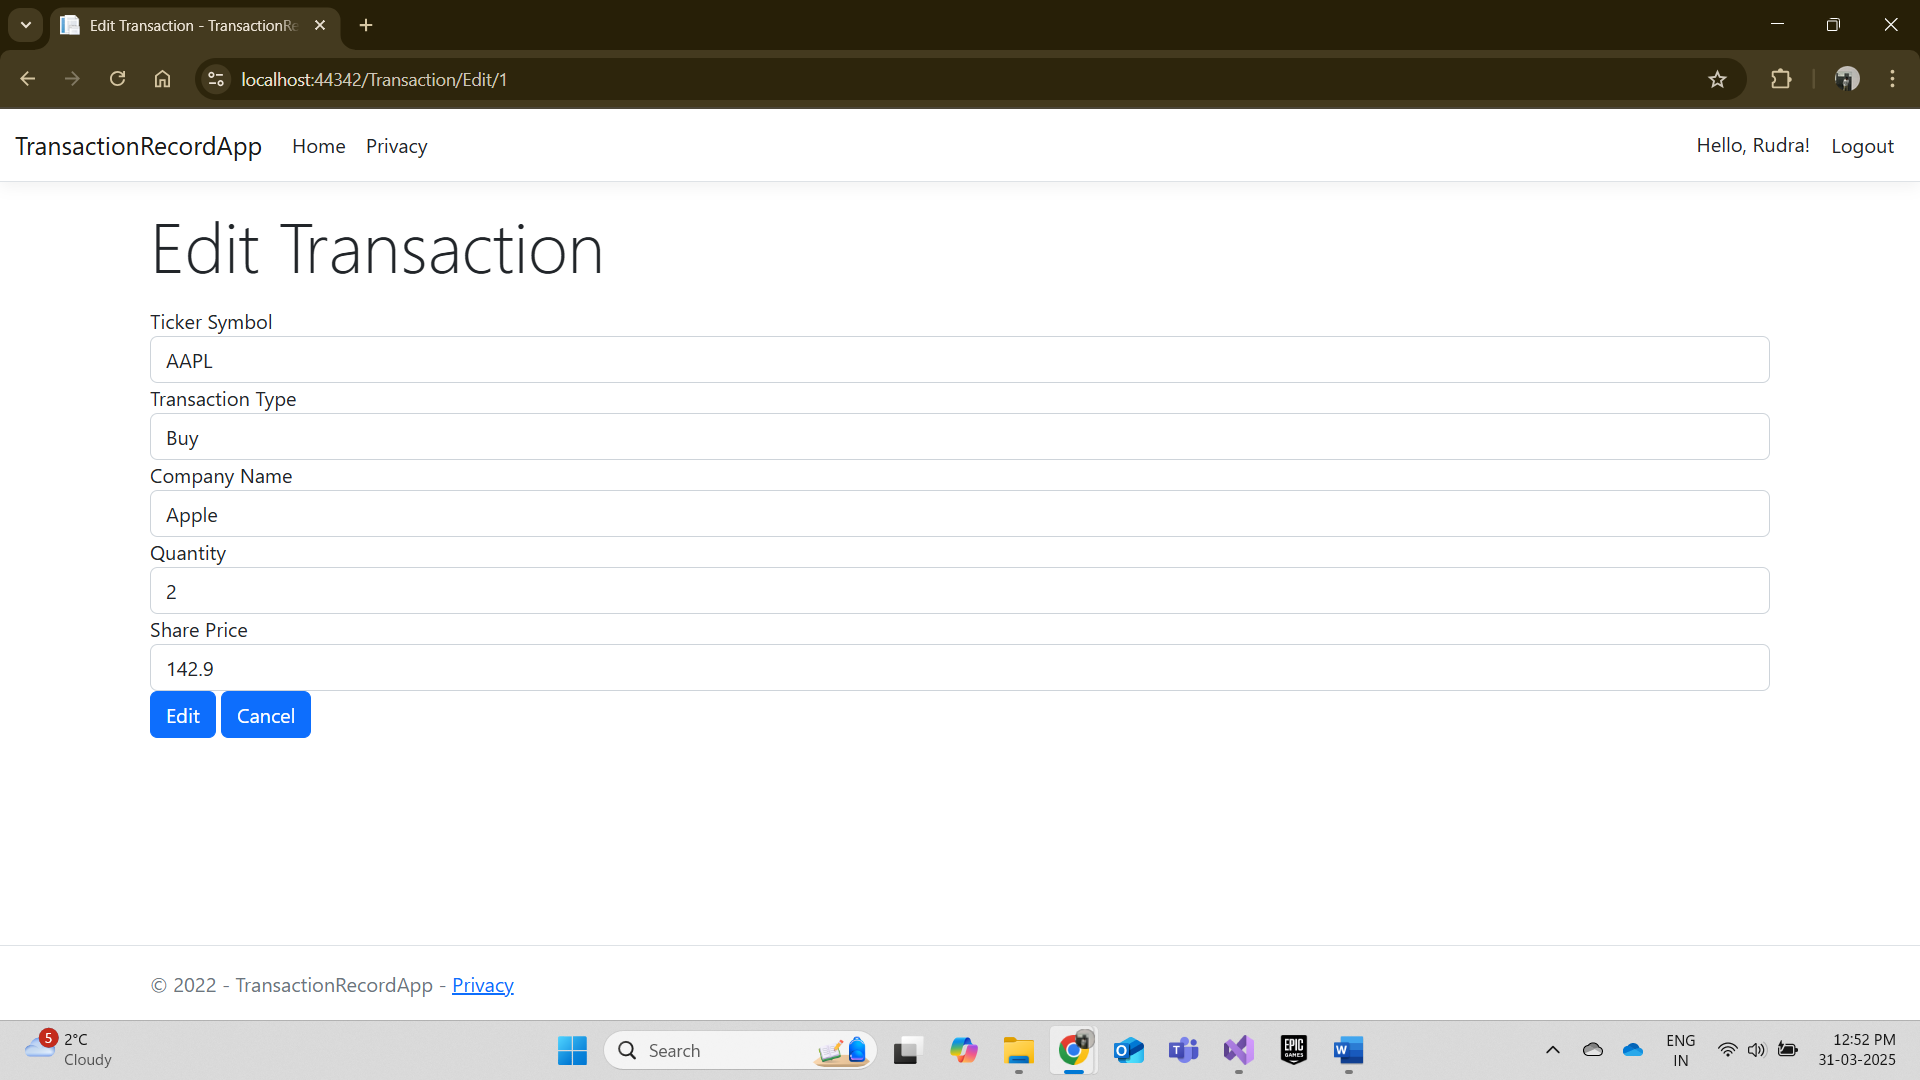 Edit Transaction - TransactionRe
localhost:44342/Transaction/Edit/1
TransactionRecordApp Home Privacy Hello, Rudra! Logout
Edit Transaction
Ticker Symbol
AAPL
Transaction Type
Buy
Company Name
Apple
Quantity
2
Share Price
142.9
Edit Cancel
© 2022 - TransactionRecordApp - Privacy
5 2°C
Cloudy
Search
EPIC
GAMES
ENG
IN
12:52 PM
31-03-2025